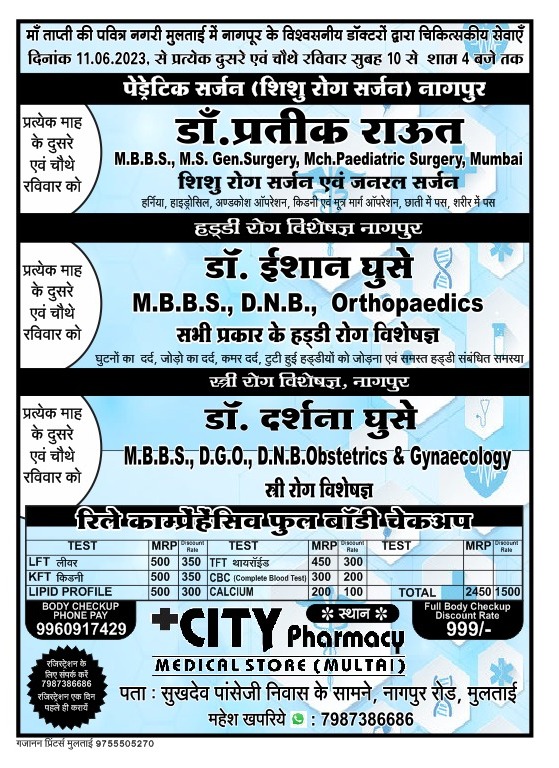 माँ ताप्ती की पवित्र नगरी मुलताई में नागपूर के विश्वसनीय डॉक्टरों द्वारा चिकित्सकीय सेवाएँ
दिनांक 11.06.2023. से प्रत्येक दुसरे एवं चौथे रविवार सुबह 10 से शाम 4 बजे तक
पेड्रेटिक सर्जन (शिशु रोग सर्जन) नागपुर
प्रत्येक माह
के दुसरे
एवं चौथे
रविवार को
डॉ.प्रतीक राऊत
M.B.B.S., M.S. Gen.Surgery, Mch.Paediatric Surgery, Mumbai
शिशु रोग सर्जन एवं जनरल सर्जन
हर्निया, हाइड्रोसिल, अण्डकोश ऑपरेशन, किडनी एवं मूत्र मार्ग ऑपरेशन, छाती में पस, शरीर में पस
हड्डी रोग विशेषज्ञ नागपुर
प्रत्येक माह
के दुसरे
एवं चौथे
रविवार को
डॉ. ईशान घुसे
M.B.B.S., D.N.B., Orthopaedics
सभी प्रकार के हड्डी रोग विशेषज्ञ
घुटनों का दर्द, जोड़ो का दर्द, कमर दर्द, टुटी हुई हड्डीयों को जोड़ना एवं समस्त हड्डी संबंधित समस्या
स्त्री रोग विशेषज्ञ, नागपुर
प्रत्येक माह
के दुसरे
एवं चौथे
रविवार को
डॉ. दर्शना घुसे
M.B.B.S., D.G.O., D.N.B.Obstetrics & Gynaecology
स्त्री रोग विशेषज्ञ
रिले काम्प्रेंहेंसिव फुल बॉडी चेकअप
TEST MRP Discount Rate TEST MRP Discount Rate TEST MRP Discount Rate
LFT लीवर 500 350 TFT थायरॉईड 450 300
KFT किडनी 500 350 CBC (Complete Blood Test) 300 200
LIPID PROFILE 500 300 CALCIUM 200 100 TOTAL 2450 1500
BODY CHECKUP
PHONE PAY
9960917429
स्थान
+CITY Pharmacy
MEDICAL STORE (MULTAI)
Full Body Checkup
Discount Rate
999/-
रजिस्ट्रेशन के
लिए संपर्क करें
7987386686
रजिस्ट्रेशन एक दिन
पहले ही करायें
पता : सुखदेव पांसेजी निवास के सामने, नागपुर रोड, मुलताई
महेश खपरिये : 7987386686
गजानन प्रिंटर्स मुलताई 9755505270